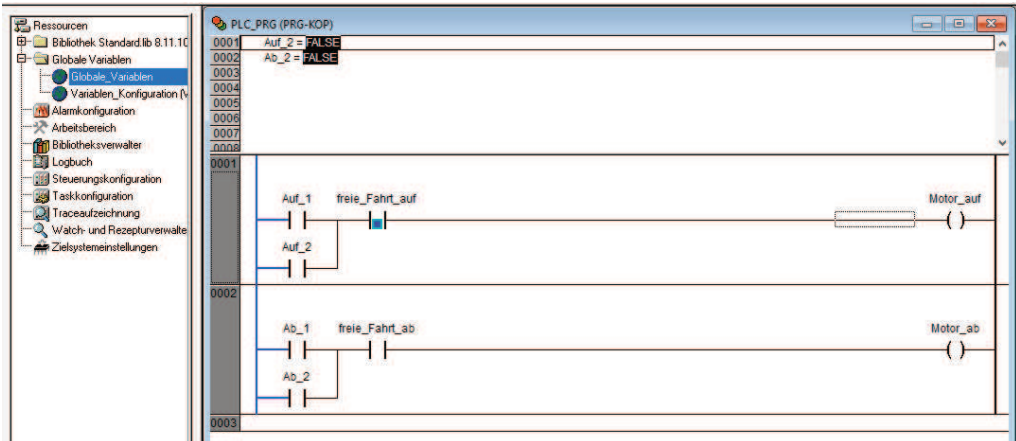 Ressourcen
Bibliothek Standard.lib 8.11.10
Globale Variablen
Globale_Variablen
Variablen_Konfiguration (V
Alarmkonfiguration
Arbeitsbereich
Bibliotheksverwalter
Logbuch
Steuerungskonfiguration
Taskkonfiguration
Traceaufzeichnung
Watch- und Rezepturverwalte
Zielsystemeinstellungen
PLC_PRG (PRG-KOP)
0001 Auf_2 = FALSE
0002 Ab_2 = FALSE
0003
0004
0005
0006
0007
0008
0001
Auf_1 freie_Fahrt_auf Motor_auf
Auf_2
0002
Ab_1 freie_Fahrt_ab Motor_ab
Ab_2
0003